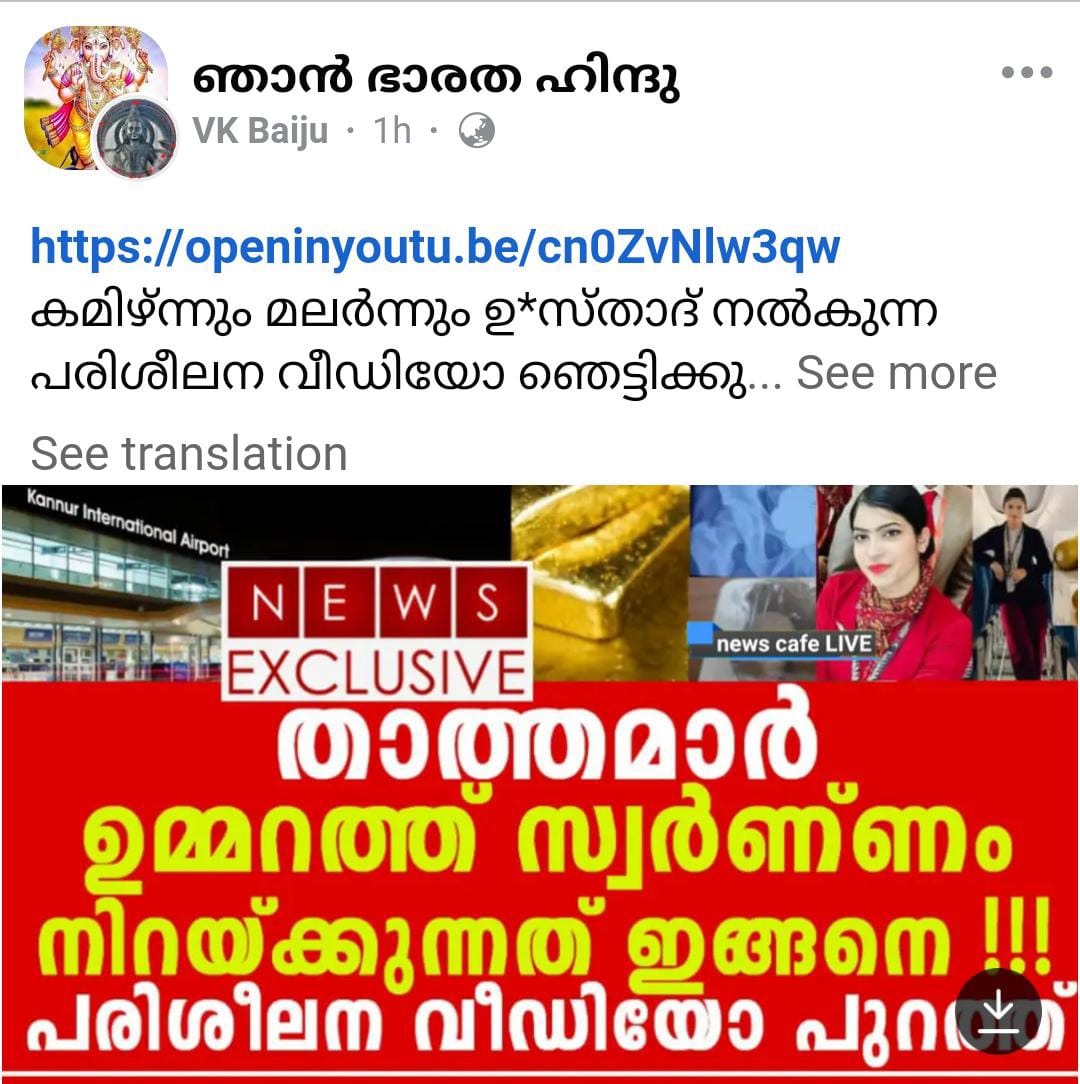 ഞാൻ ഭാരത ഹിന്ദു
VK Baiju · 1h ·
https://openinyoutu.be/cn0ZvNlw3qw
കമിഴ്ന്നും മലർന്നും ഉ*സ്താദ് നൽകുന്ന
പരിശീലന വീഡിയോ ഞെട്ടിക്കു... See more
See translation
Kannur International Airport
NEWS
EXCLUSIVE
news cafe LIVE
താത്തമാർ
ഉമ്മറത്ത് സ്വർണ്ണം
നിറയ്ക്കുന്നത് ഇങ്ങനെ !!!
പരിശീലന വീഡിയോ